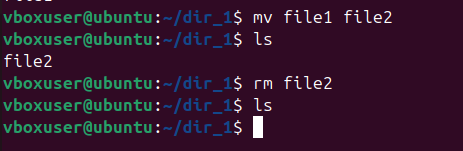 vboxuser@ubuntu:~/dir_1$ mv file1 file2
vboxuser@ubuntu:~/dir_1$ ls
file2
vboxuser@ubuntu:~/dir_1$ rm file2
vboxuser@ubuntu:~/dir_1$ ls
vboxuser@ubuntu:~/dir_1$